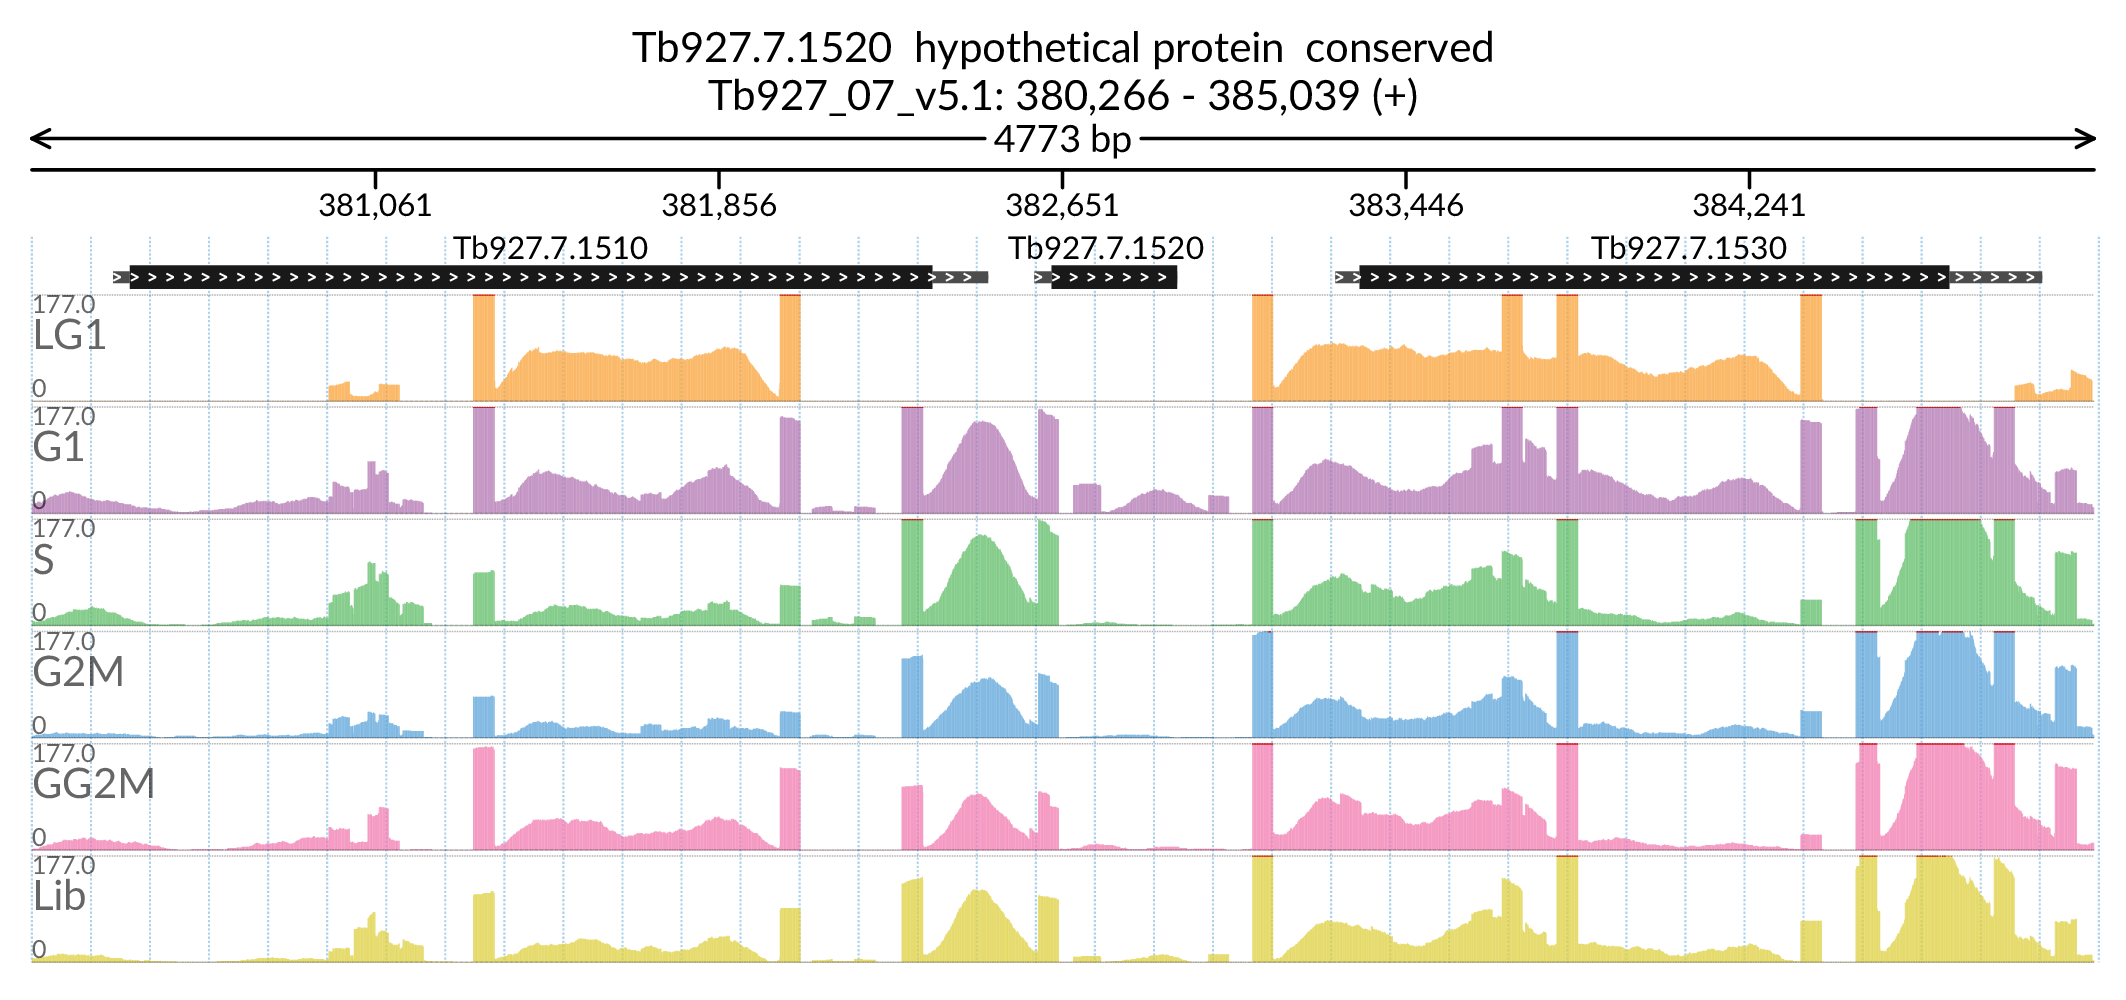 Tb927.7.1520 hypothetical protein conserved
Tb927_07_v5.1: 380,266 - 385,039 (+)
4773 bp
381,061 381,856 382,651 383,446 384,241
Tb927.7.1510 Tb927.7.1520 Tb927.7.1530
177.0
LG1
0
177.0
G1
0
177.0
S
0
177.0
G2M
0
177.0
GG2M
0
177.0
Lib
0